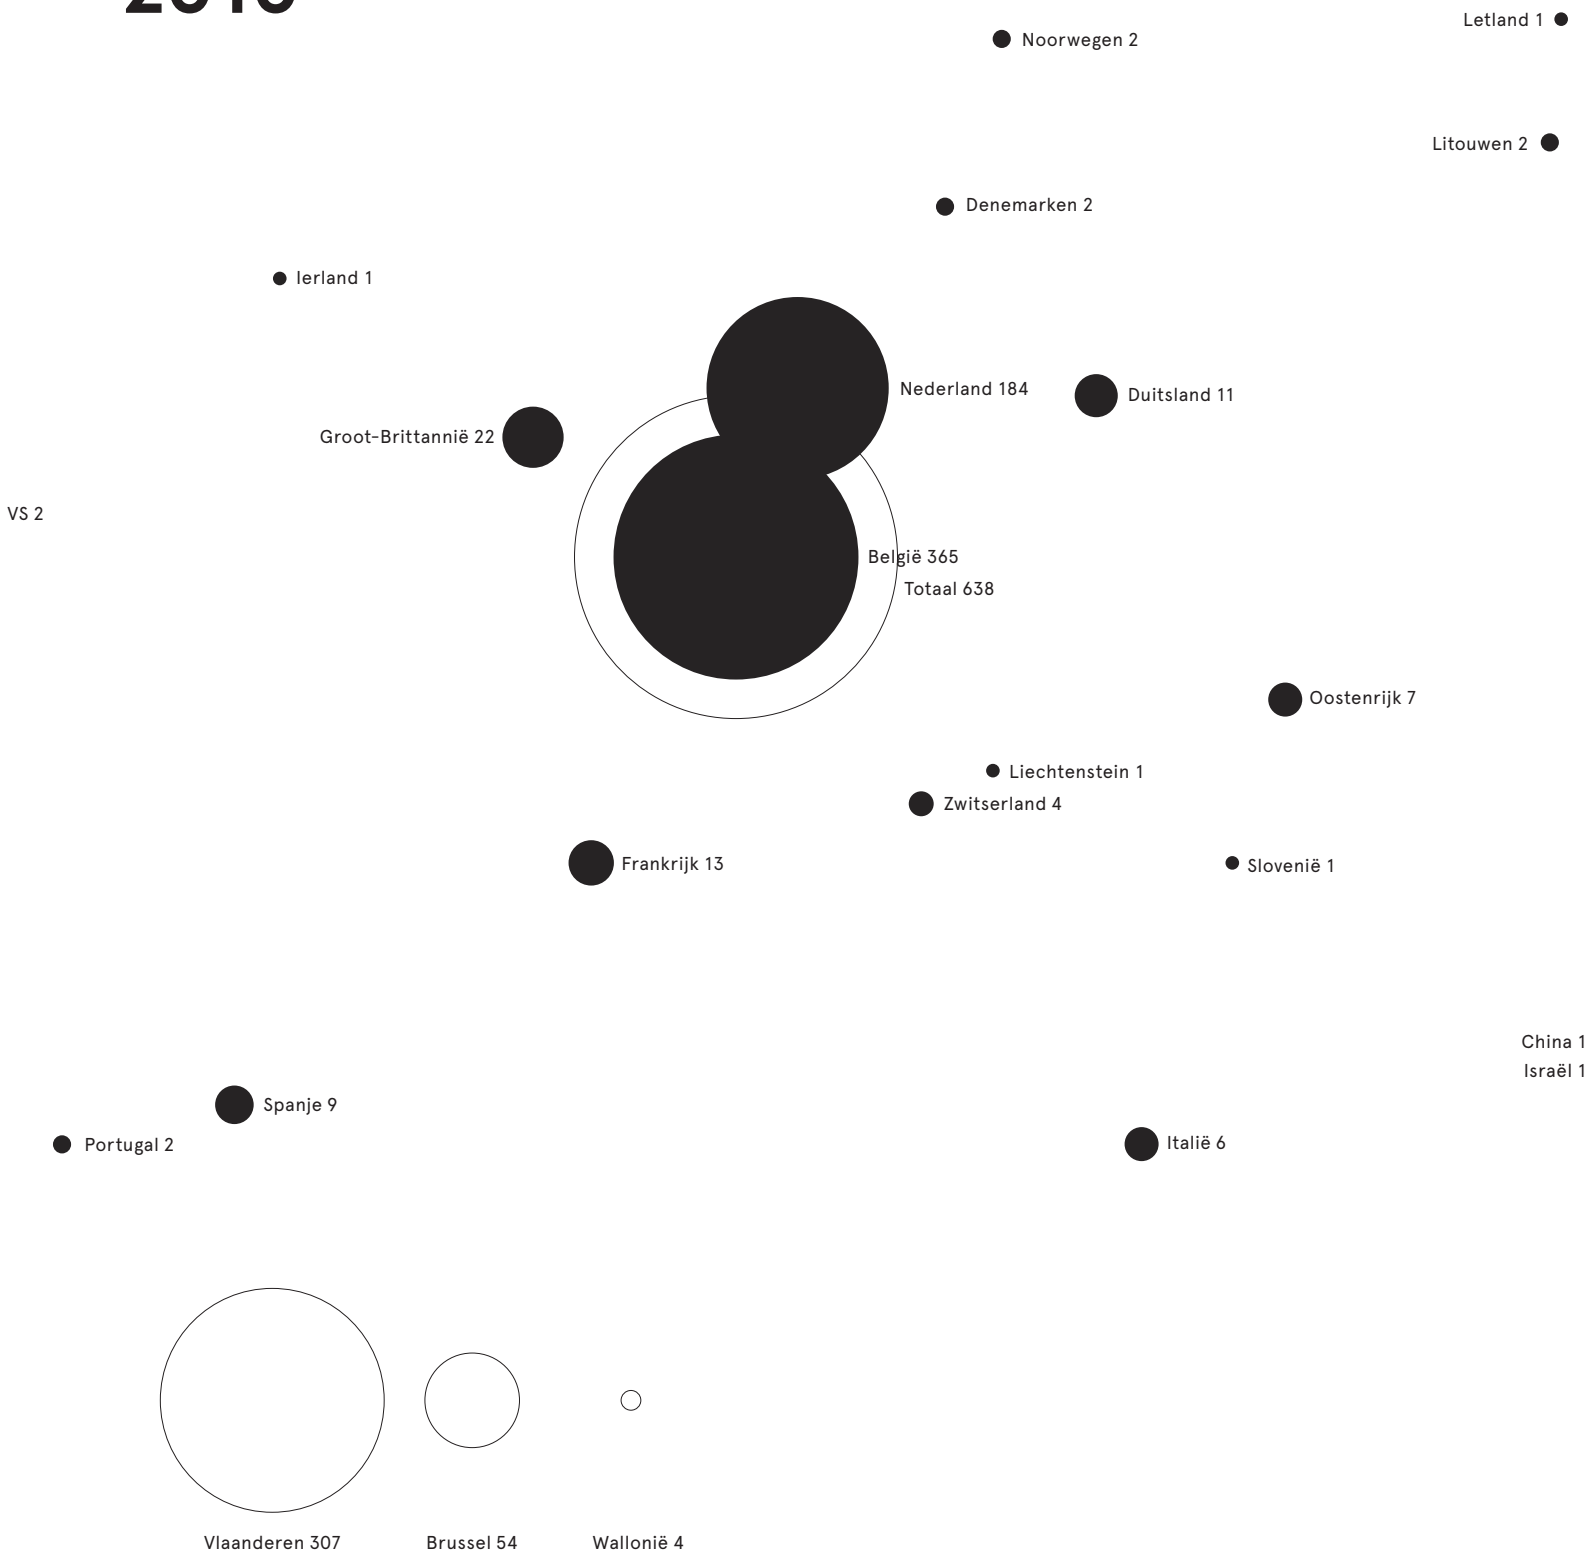 Letland 1
Noorwegen 2
Litouwen 2
Denemarken 2
Ierland 1
Nederland 184
Duitsland 11
Groot-Brittannië 22
VS 2
België 365
Totaal 638
Oostenrijk 7
Liechtenstein 1
Zwitserland 4
Frankrijk 13
Slovenië 1
China 1
Israël 1
Spanje 9
Portugal 2
Italië 6
Vlaanderen 307
Brussel 54
Wallonië 4